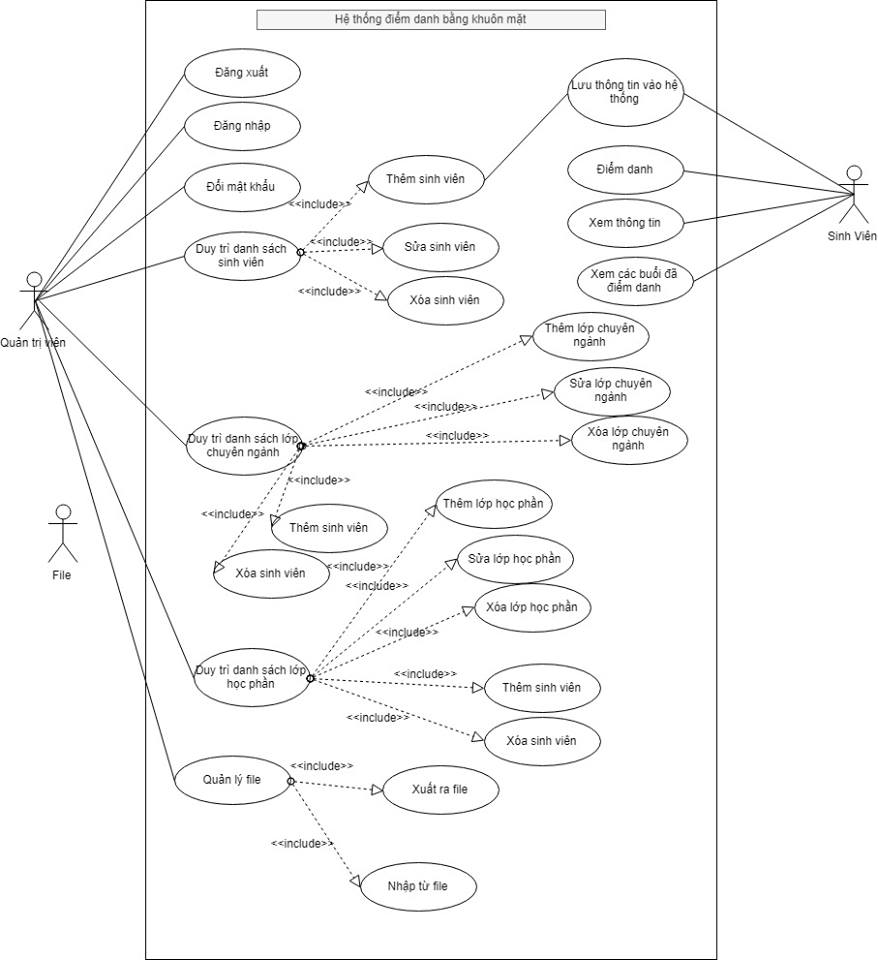 Hệ thống điểm danh bằng khuôn mặt
Đăng xuất
Lưu thông tin vào hệ
thống
Đăng nhập
Thêm sinh viên
Điểm danh
Đổi mật khẩu
<<include>>
Xem thông tin
Sinh Viên
Duy trì danh sách
sinh viên
<<include>>
Sửa sinh viên
Xem các buổi đã
điểm danh
<<include>>
Xóa sinh viên
Quản trị viên
Thêm lớp chuyên
ngành
<<include>>
Sửa lớp chuyên
ngành
<<include>>
Duy trì danh sách lớp
chuyên ngành
<<include>>
Xóa lớp chuyên
ngành
<<include>>
<<include>>
Thêm sinh viên
Thêm lớp học phần
File
Xóa sinh viên
<<include>>
Sửa lớp học phần
<<include>>
Xóa lớp học phần
<<include>>
Duy trì danh sách lớp
học phần
<<include>>
Thêm sinh viên
<<include>>
Xóa sinh viên
Quản lý file
<<include>>
Xuất ra file
<<include>>
Nhập từ file